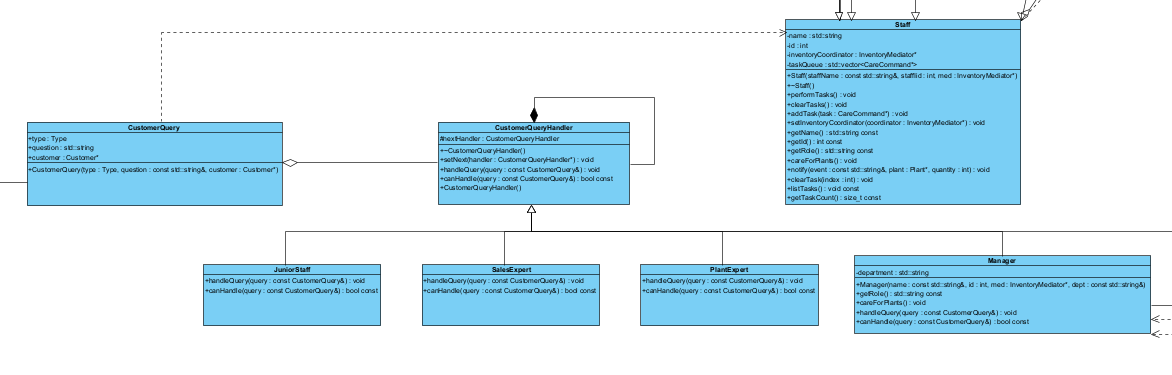 Staff
-name : std::string
-id : int
-inventoryCoordinator : InventoryMediator*
-taskQueue : std::vector<CareCommand*>
+Staff(staffName : const std::string&, staffId : int, med : InventoryMediator*)
+~Staff()
+performTasks() : void
+clearTasks() : void
+addTask(task : CareCommand*) : void
+setInventoryCoordinator(coordinator : InventoryMediator*) : void
+getName() : std::string const
+getId() : int const
+getRole() : std::string const
+careForPlants() : void
+notify(event : const std::string&, plant : Plant*, quantity : int) : void
+clearTask(index : int) : void
+listTasks() : void const
+getTaskCount() : size_t const
CustomerQuery
+type : Type
+question : std::string
+customer : Customer*
+CustomerQuery(type : Type, question : const std::string&, customer : Customer*)
CustomerQueryHandler
#nextHandler : CustomerQueryHandler
+~CustomerQueryHandler()
+setNext(handler : CustomerQueryHandler*) : void
+handleQuery(query : const CustomerQuery&) : void
+canHandle(query : const CustomerQuery&) : bool const
+CustomerQueryHandler()
JuniorStaff
+handleQuery(query : const CustomerQuery&) : void
+canHandle(query : const CustomerQuery&) : bool const
SalesExpert
+handleQuery(query : const CustomerQuery&) : void
+canHandle(query : const CustomerQuery&) : bool const
PlantExpert
+handleQuery(query : const CustomerQuery&) : void
+canHandle(query : const CustomerQuery&) : bool const
Manager
-department : std::string
+Manager(name : const std::string&, id : int, med : InventoryMediator*, dept : const std::string&)
+getRole() : std::string const
+careForPlants() : void
+handleQuery(query : const CustomerQuery&) : void
+canHandle(query : const CustomerQuery&) : bool const